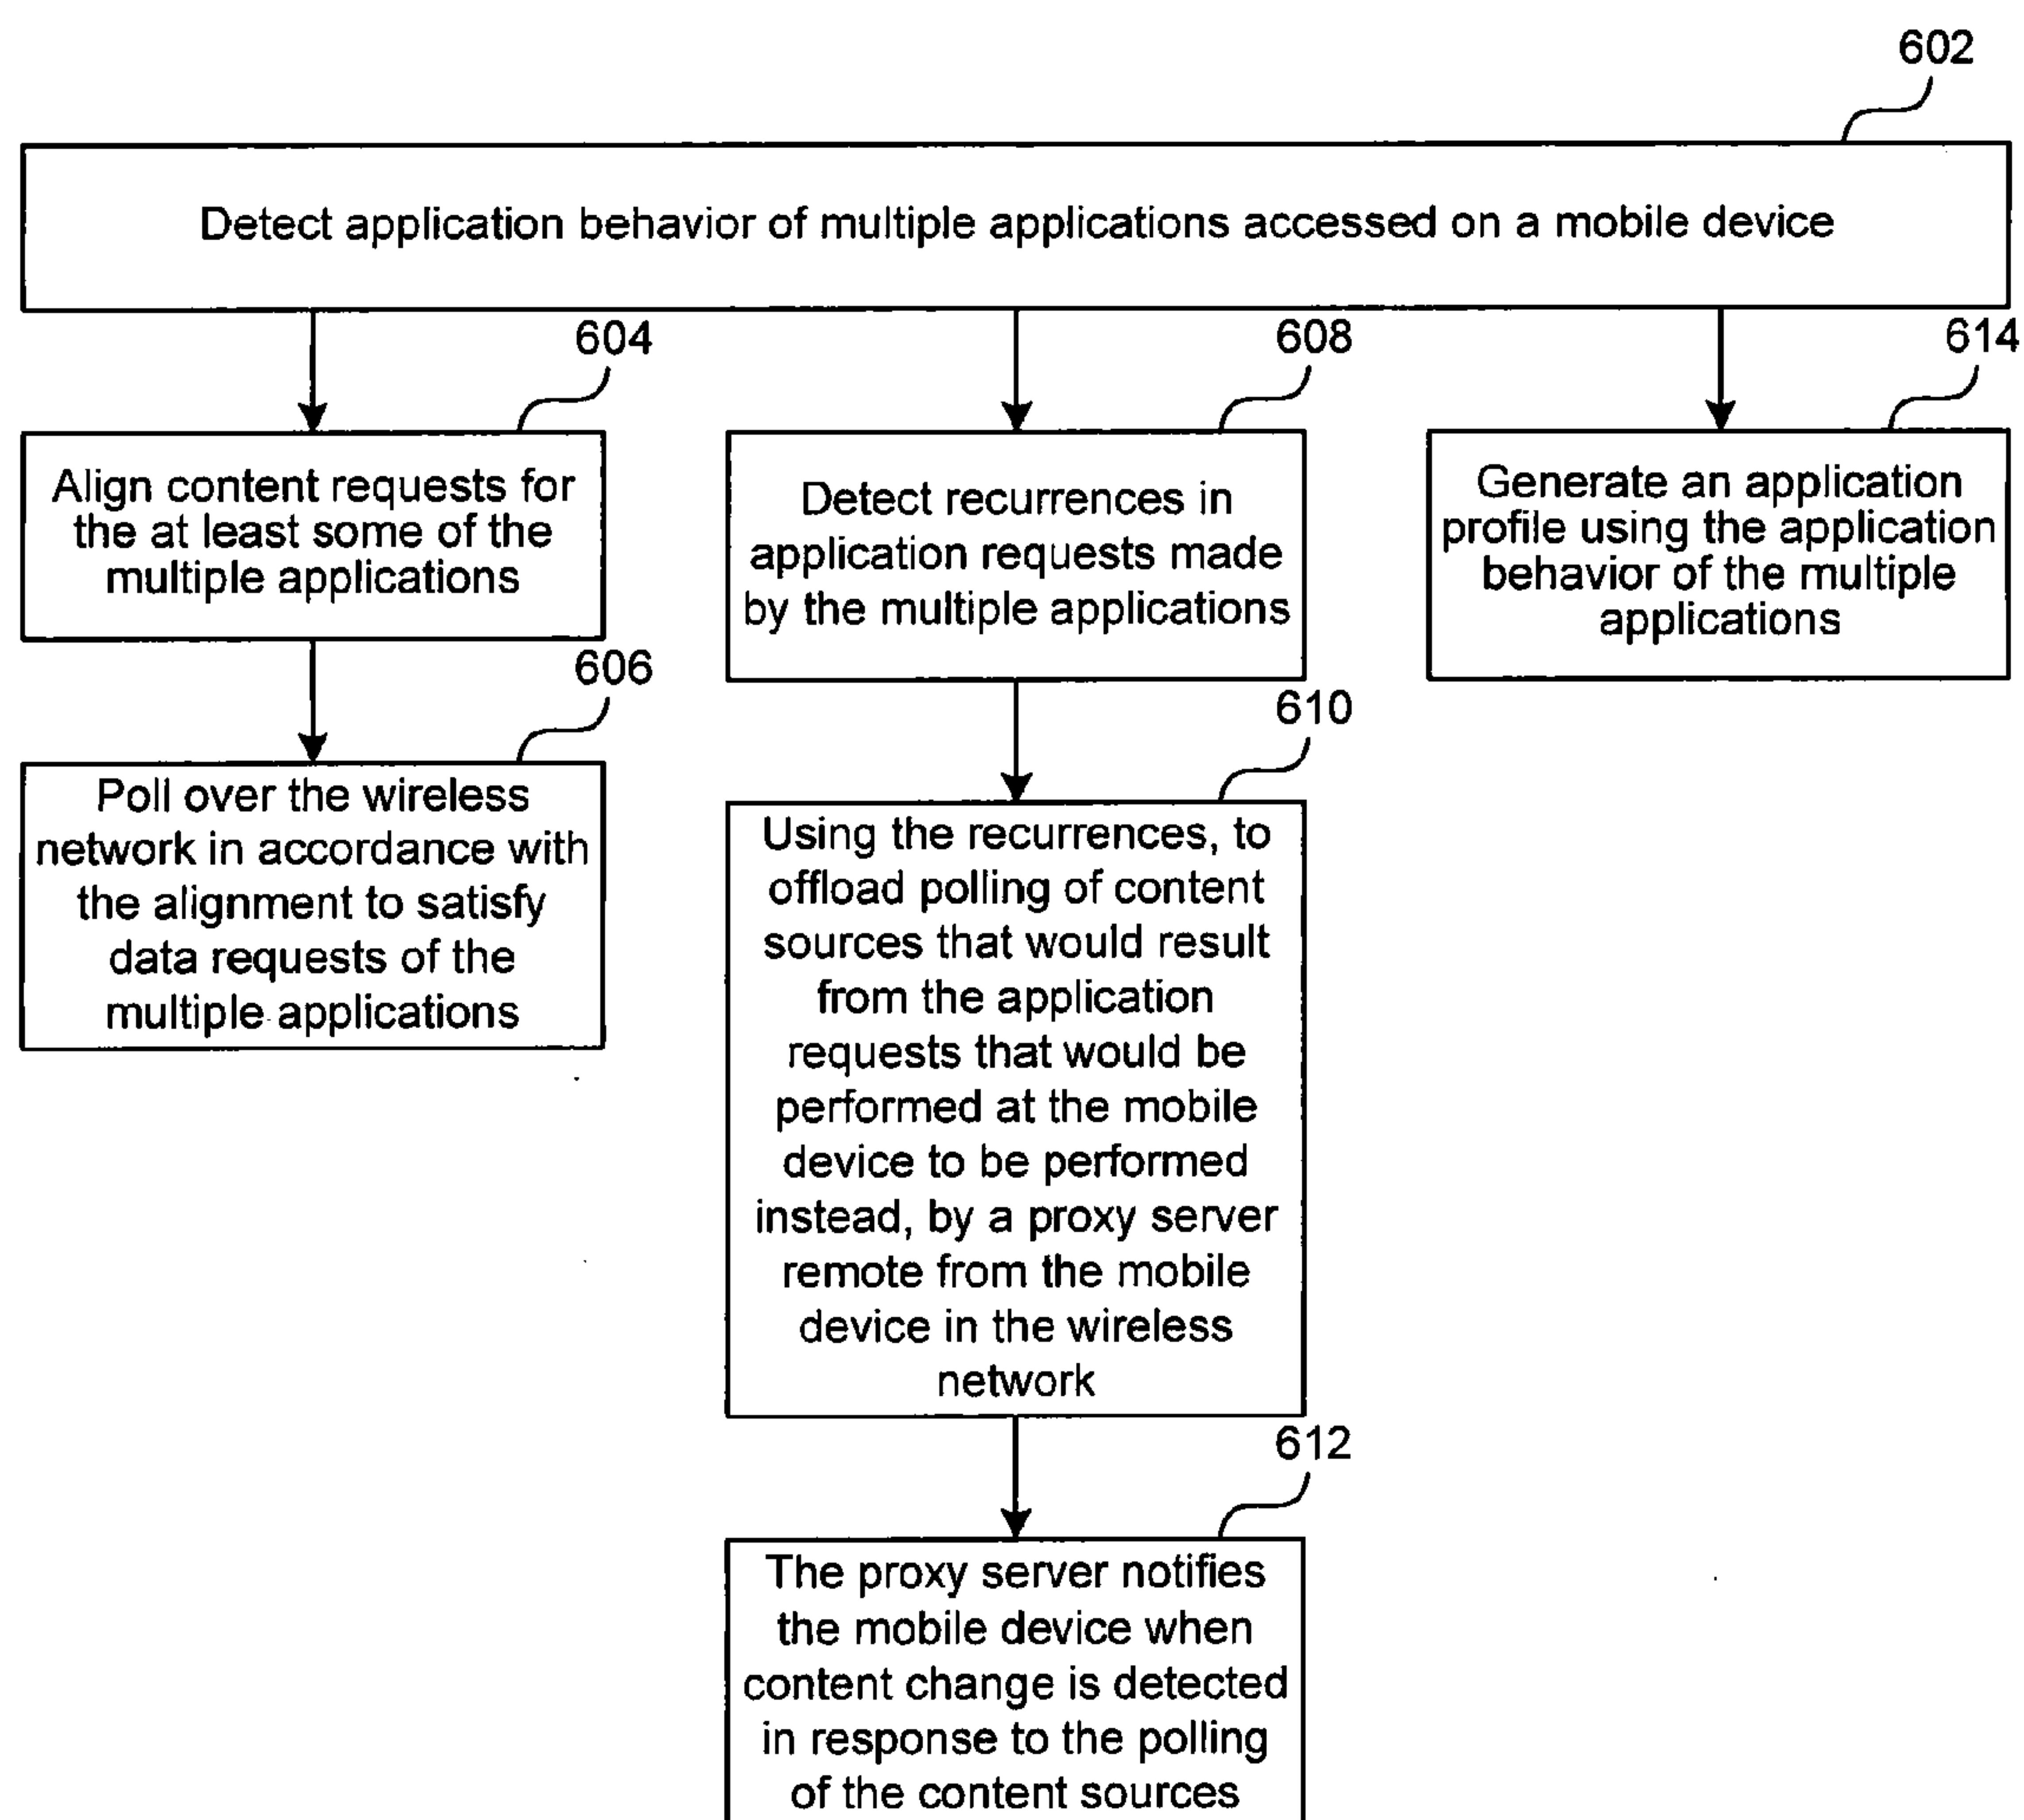 602
Detect application behavior of multiple applications accessed on a mobile device
604
Align content requests for
the at least some of the
multiple applications
606
Poll over the wireless
network in accordance with
the alignment to satisfy
data requests of the
multiple applications
608
Detect recurrences in
application requests made
by the multiple applications
610
Using the recurrences, to
offload polling of content
sources that would result
from the application
requests that would be
performed at the mobile
device to be performed
instead, by a proxy server
remote from the mobile
device in the wireless
network
612
The proxy server notifies
the mobile device when
content change is detected
in response to the polling
of the content sources
614
Generate an application
profile using the application
behavior of the multiple
applications